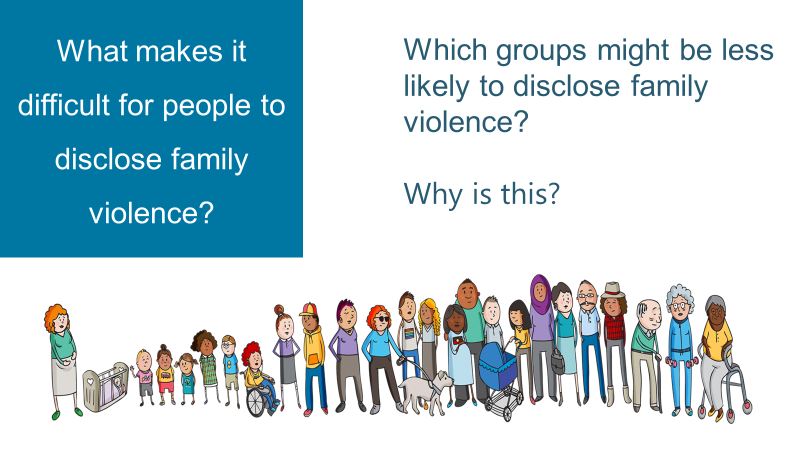 What makes it
difficult for people to
disclose family
violence?
Which groups might be less
likely to disclose family
violence?
Why is this?